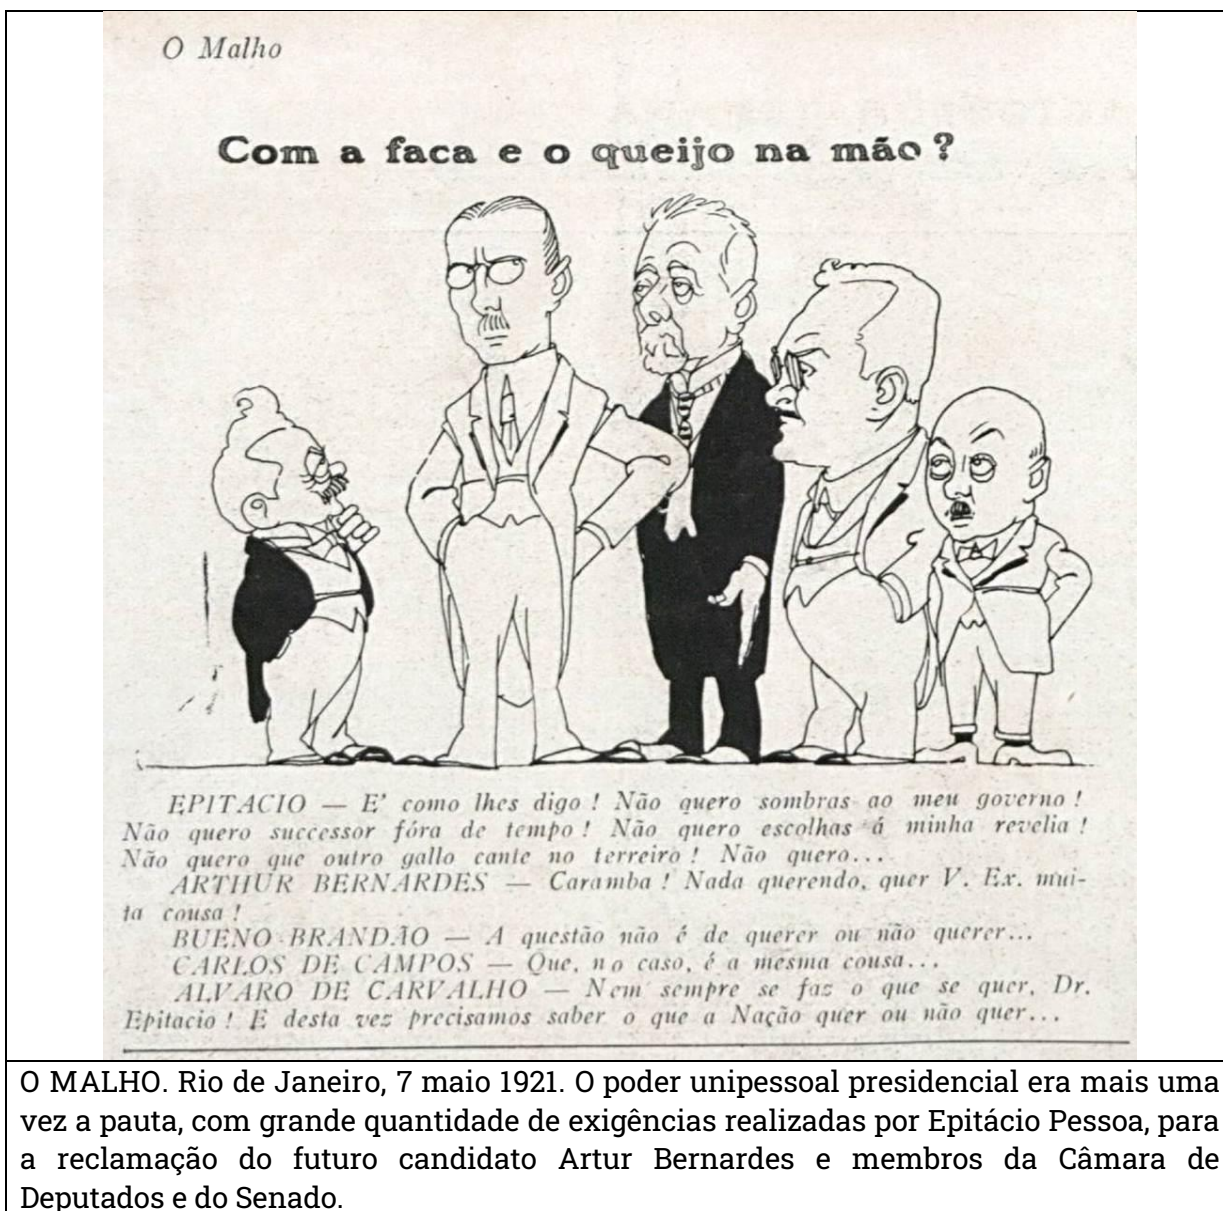 O Malho
Com a faca e o queijo na mão?
EPITACIO — E' como lhes digo! Não quero sombras ao meu governo!
Não quero successor fóra de tempo! Não quero escolhas á minha revelia!
Não quero que outro gallo cante no terreiro! Não quero...
ARTHUR BERNARDES — Caramba! Nada querendo, quer V. Ex. mui-
ta cousa!
BUENO BRANDÃO — A questão não é de querer ou não querer...
CARLOS DE CAMPOS — Que, no caso, é a mesma cousa...
ALVARO DE CARVALHO — Nem sempre se faz o que se quer, Dr.
Epitacio! E desta vez precisamos saber o que a Nação quer ou não quer...
O MALHO. Rio de Janeiro, 7 maio 1921. O poder unipessoal presidencial era mais uma
vez a pauta, com grande quantidade de exigências realizadas por Epitácio Pessoa, para
a reclamação do futuro candidato Artur Bernardes e membros da Câmara de
Deputados e do Senado.